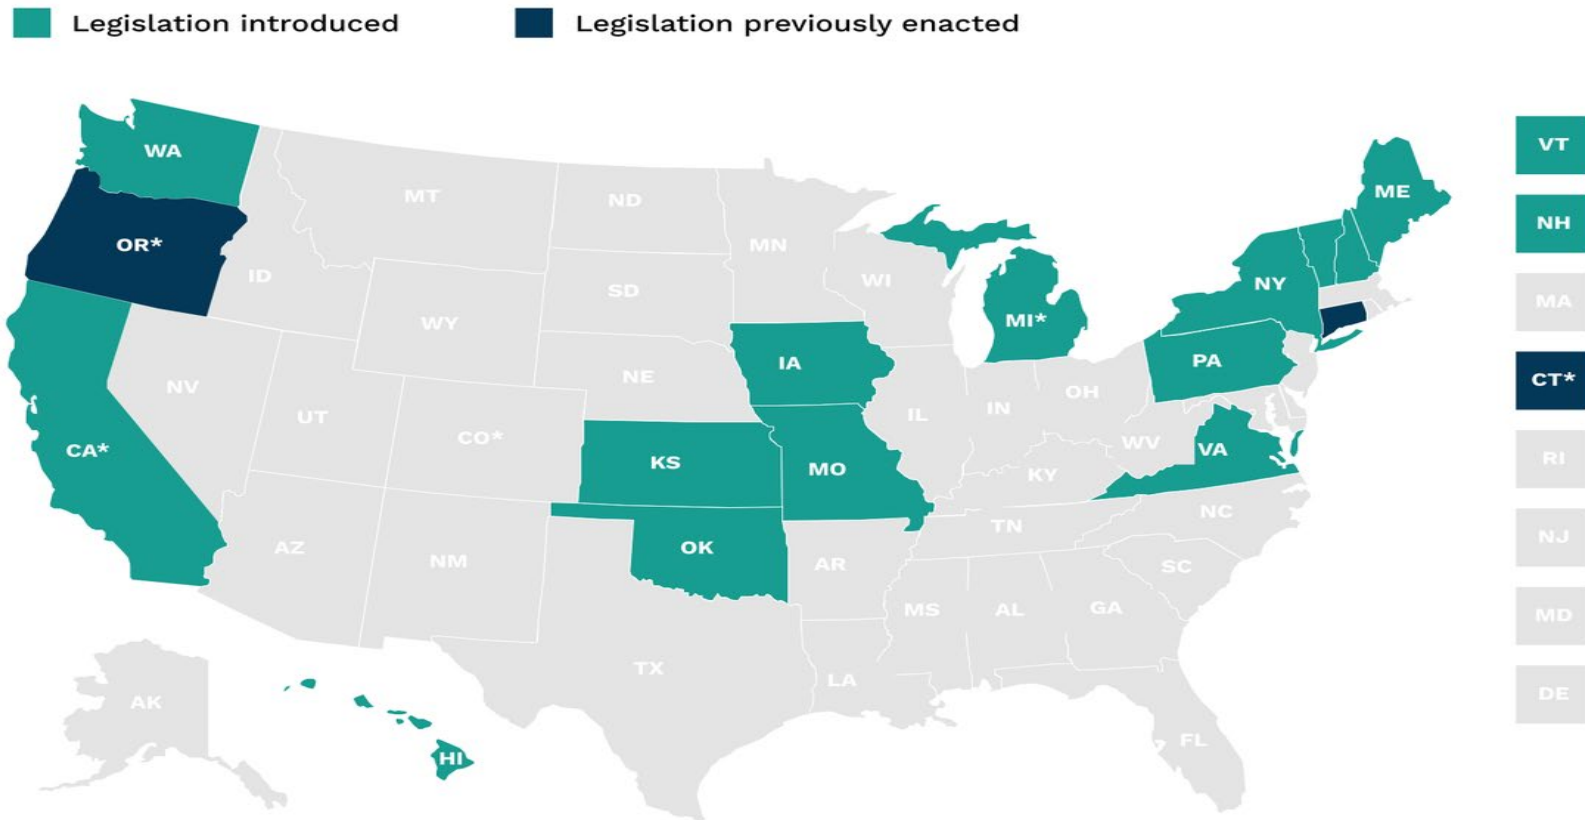 Legislation introduced
Legislation previously enacted
WA
MT
ND
MN
OR*
ID
SD
WI
WY
MI*
NY
ME
VT
NH
MA
CT*
RI
NJ
MD
DE
NV
UT
CO*
NE
IA
IL
IN
OH
PA
CA*
KS
MO
WV
VA
KY
AZ
NM
OK
AR
TN
NC
SC
MS
AL
GA
TX
LA
FL
AK
HI